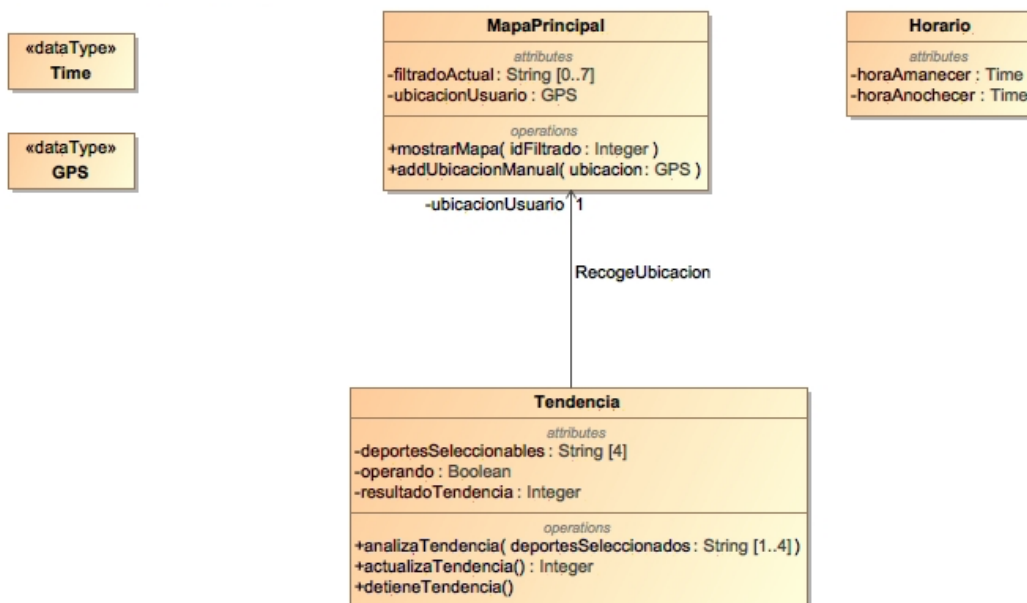 «dataType»
Time
«dataType»
GPS
MapaPrincipal
attributes
-filtradoActual : String [0..7]
-ubicacionUsuario : GPS
operations
+mostrarMapa( idFiltrado : Integer )
+addUbicacionManual( ubicacion : GPS )
Horario
attributes
-horaAmanecer : Time
-horaAnochecer : Time
-ubicacionUsuario 1
RecogeUbicacion
Tendencia
attributes
-deportesSeleccionables : String [4]
-operando : Boolean
-resultadoTendencia : Integer
operations
+analizaTendencia( deportesSeleccionados : String [1..4] )
+actualizaTendencia() : Integer
+detieneTendencia()